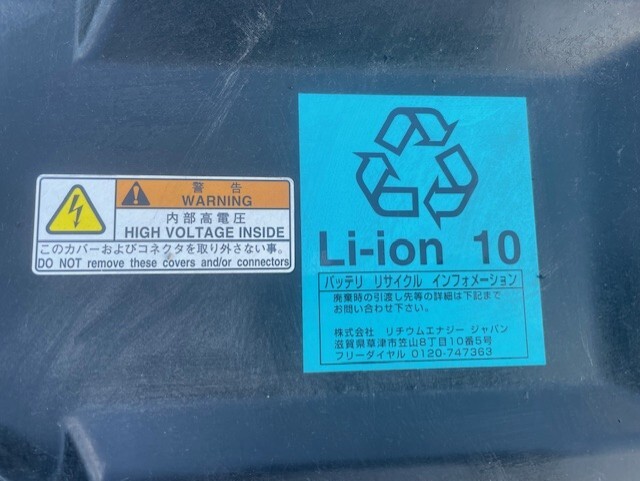 警告
WARNING
内部高電圧
HIGH VOLTAGE INSIDE
このカバーおよびコネクタを取り外さない事。
DO NOT remove these covers and/or connectors
Li-ion 10
バッテリ リサイクル インフォメーション
廃棄時の引渡し先等の詳細は下記まで
お問い合わせ下さい。
株式会社 リチウムエナジー ジャパン
滋賀県草津市笠山8丁目10番5号
フリーダイヤル 0120-747363